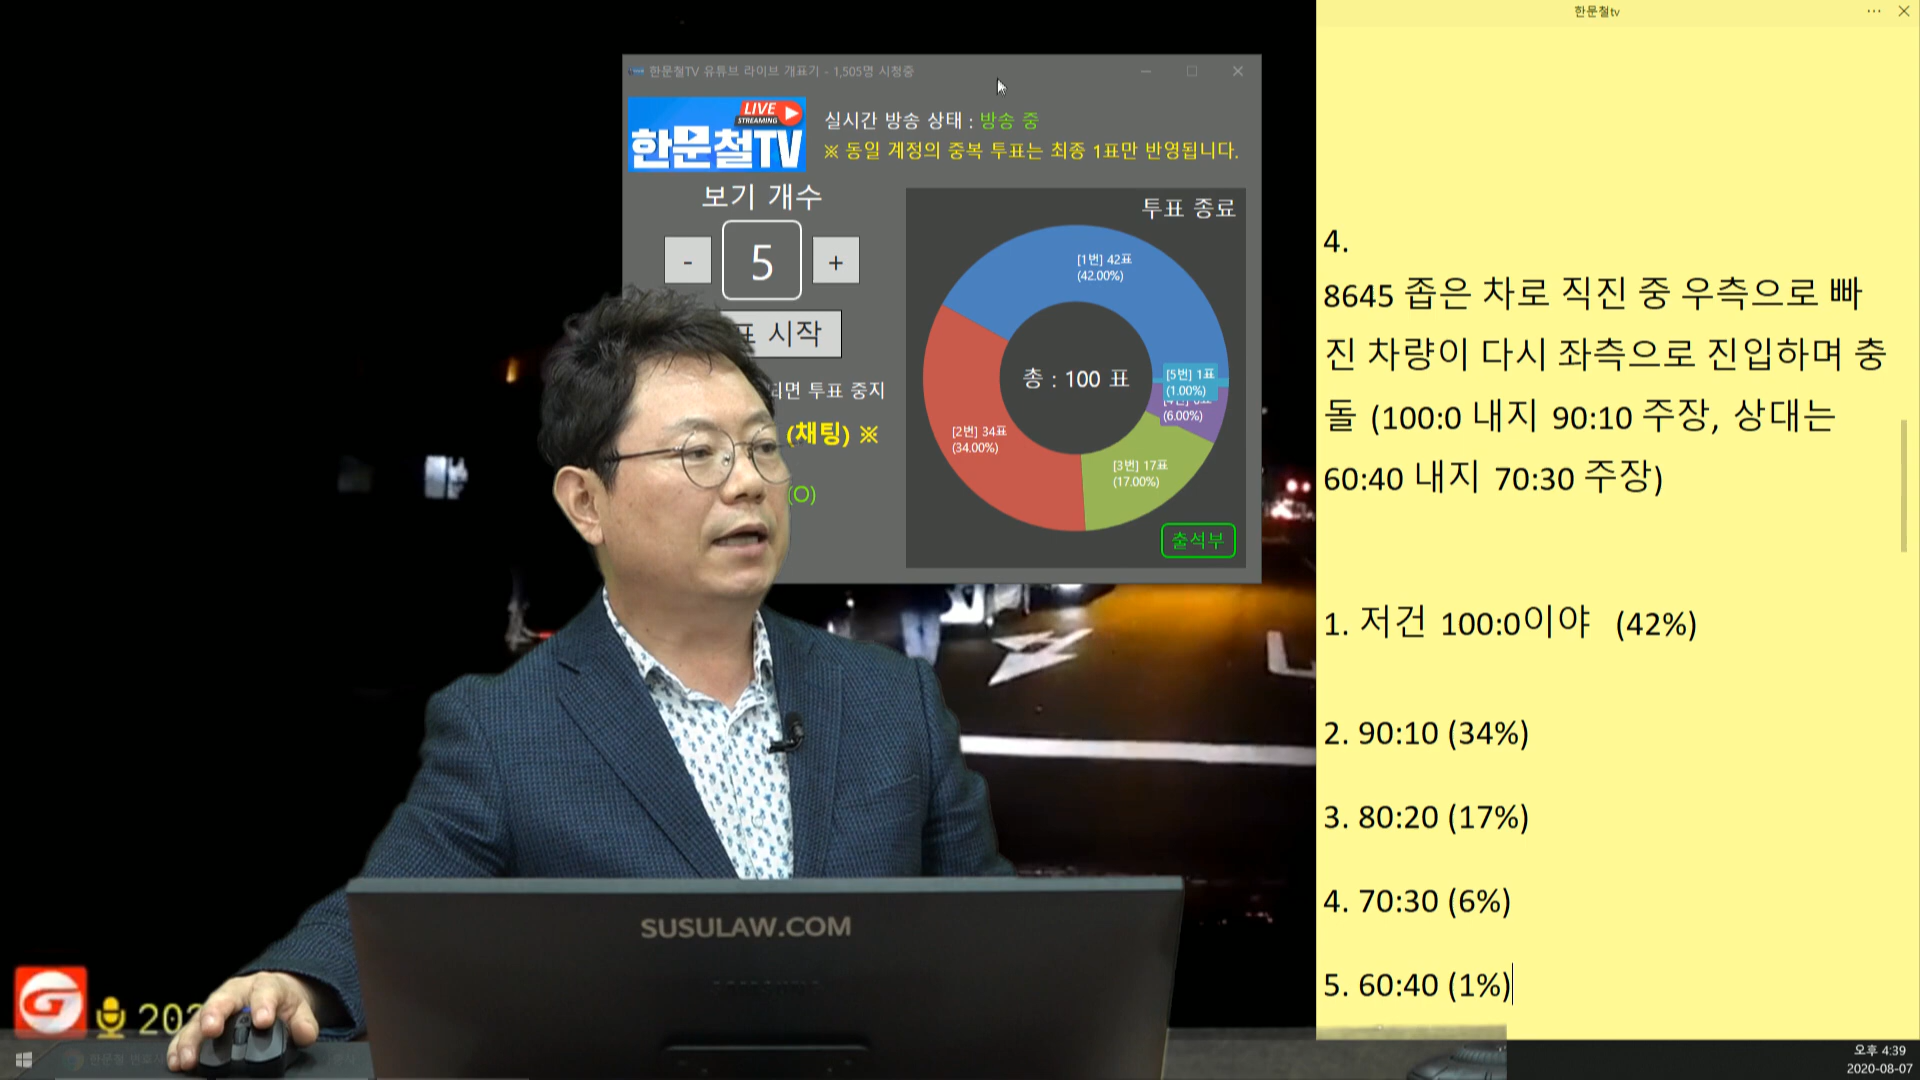 한문철TV 유튜브 라이브 개표기 - 1,505명 시청중
LIVE
STREAMING
한문철TV
실시간 방송 상태 : 방송 중
※ 동일 계정의 중복 투표는 최종 1표만 반영됩니다.
보기 개수
- 5 +
표 시작
되면 투표 중지
(채팅) ※
(O)
투표 종료
[1번] 42표
(42.00%)
[5번] 1표
(1.00%)
(6.00%)
총 : 100 표
[2번] 34표
(34.00%)
[3번] 17표
(17.00%)
출석부
SUSULAW.COM
한문철tv
4.
8645 좁은 차로 직진 중 우측으로 빠
진 차량이 다시 좌측으로 진입하며 충
돌 (100:0 내지 90:10 주장, 상대는
60:40 내지 70:30 주장)
1. 저건 100:0이야 (42%)
2. 90:10 (34%)
3. 80:20 (17%)
4. 70:30 (6%)
5. 60:40 (1%)
202
오후 4:39
2020-08-07